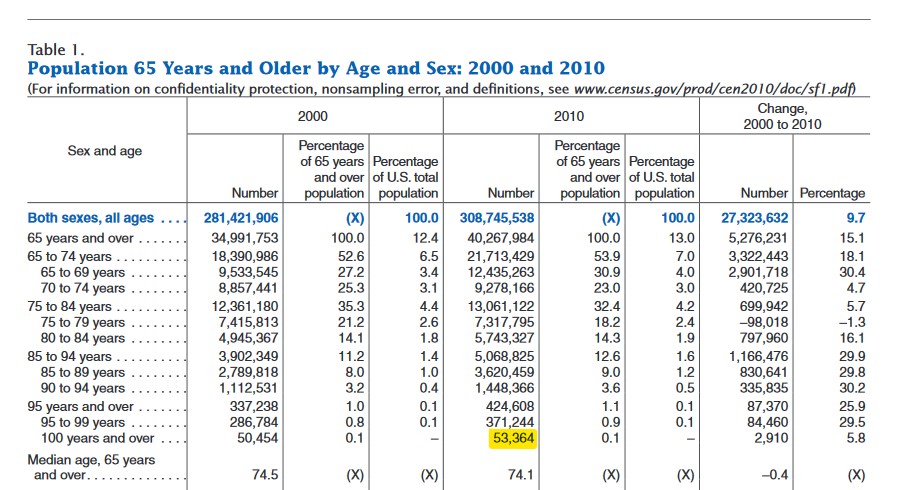 Table 1.
Population 65 Years and Older by Age and Sex: 2000 and 2010
(For information on confidentiality protection, nonsampling error, and definitions, see www.census.gov/prod/cen2010/doc/sf1.pdf)
Sex and age 2000 2010 Change, 2000 to 2010
Number Percentage of 65 years and over population Percentage of U.S. total population Number Percentage of 65 years and over population Percentage of U.S. total population Number Percentage
Both sexes, all ages . . . . 281,421,906 (X) 100.0 308,745,538 (X) 100.0 27,323,632 9.7
65 years and over . . . . . . . 34,991,753 100.0 12.4 40,267,984 100.0 13.0 5,276,231 15.1
65 to 74 years . . . . . . . . . . 18,390,986 52.6 6.5 21,713,429 53.9 7.0 3,322,443 18.1
65 to 69 years . . . . . . . . 9,533,545 27.2 3.4 12,435,263 30.9 4.0 2,901,718 30.4
70 to 74 years . . . . . . . . 8,857,441 25.3 3.1 9,278,166 23.0 3.0 420,725 4.7
75 to 84 years . . . . . . . . . . 12,361,180 35.3 4.4 13,061,122 32.4 4.2 699,942 5.7
75 to 79 years . . . . . . . . 7,415,813 21.2 2.6 7,317,795 18.2 2.4 –98,018 –1.3
80 to 84 years . . . . . . . . 4,945,367 14.1 1.8 5,743,327 14.3 1.9 797,960 16.1
85 to 94 years . . . . . . . . . . 3,902,349 11.2 1.4 5,068,825 12.6 1.6 1,166,476 29.9
85 to 89 years . . . . . . . . 2,789,818 8.0 1.0 3,620,459 9.0 1.2 830,641 29.8
90 to 94 years . . . . . . . . 1,112,531 3.2 0.4 1,448,366 3.6 0.5 335,835 30.2
95 years and over . . . . . . . 337,238 1.0 0.1 424,608 1.1 0.1 87,370 25.9
95 to 99 years . . . . . . . . 286,784 0.8 0.1 371,244 0.9 0.1 84,460 29.5
100 years and over . . . . 50,454 0.1 – 53,364 0.1 – 2,910 5.8
Median age, 65 years
and over. . . . . . . . . . . . . . 74.5 (X) (X) 74.1 (X) (X) –0.4 (X)